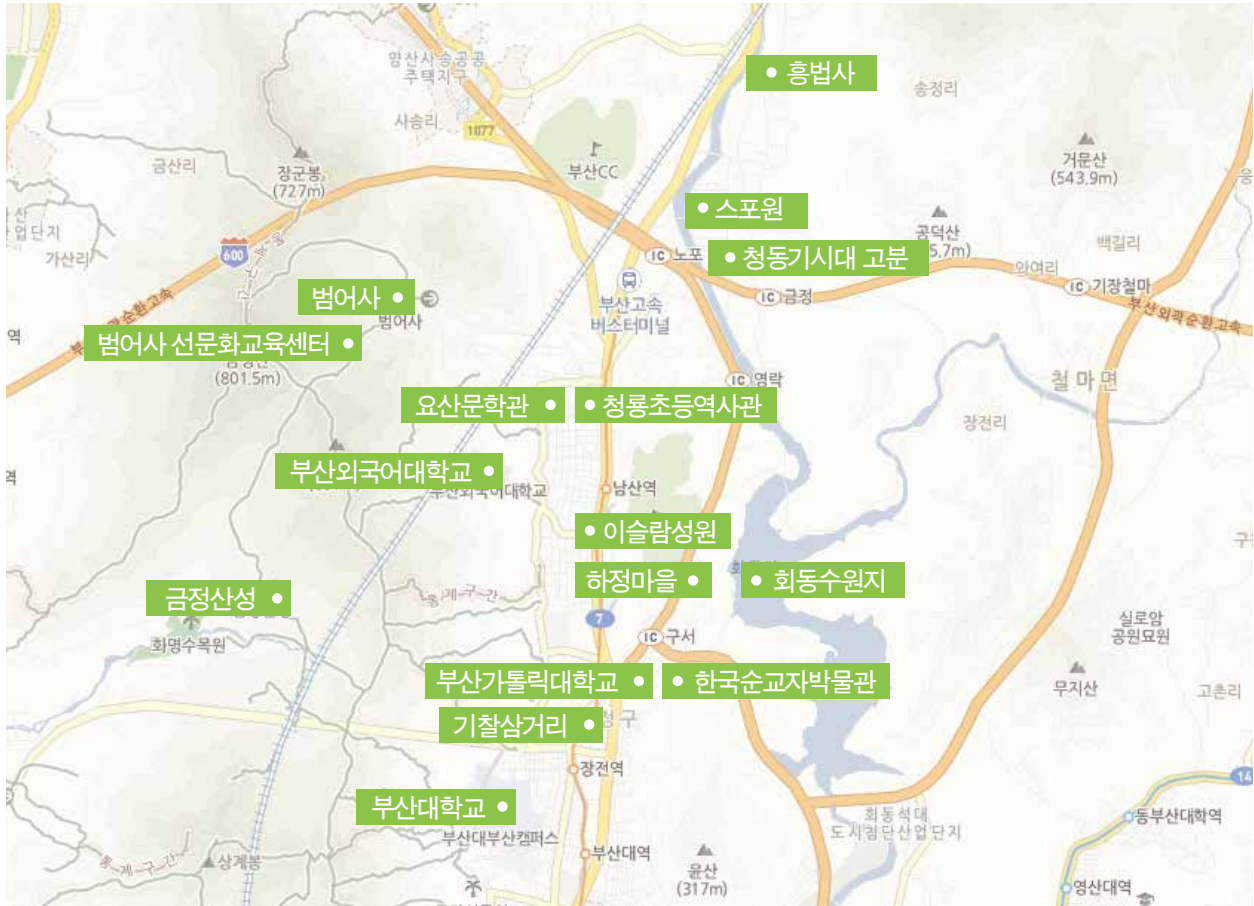 양산사송공공
주택지구
흥법사
송정리
사송리
1077
금산리
장군봉
(727m)
부산CC
거문산
(543.9m)
스포원
가산리
600
노포
IC
청동기시대 고분
공덕산
백길리
와여리
범어사
범어사
부산고속
버스터미널
IC 금정
IC 기장철마
부산외곽순환고속
범어사 선문화교육센터
(801.5m)
IC 영락
철마면
요산문학관
청룡초등역사관
장전리
부산외국어대학교
부산외국어대학교
남산역
이슬람성원
하정마을
회동수원지
금정산성
화명수목원
7
IC 구서
실로암
공원묘원
부산가톨릭대학교
한국순교자박물관
무지산
고촌리
기찰삼거리
장전역
14
부산대학교
부산대부산캠퍼스
회동석대
도시첨단산업단지
동부산대학역
상계봉
부산대역
윤산
(317m)
영산대역